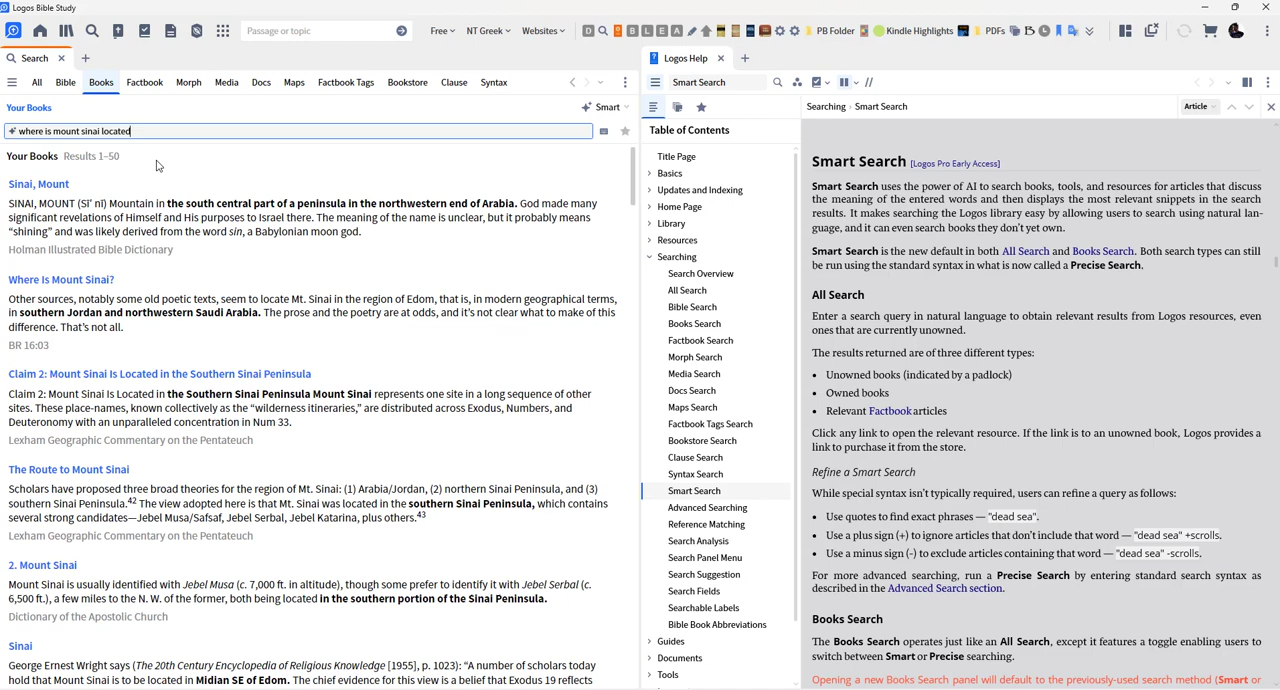 Logos Bible Study
Passage or topic
Free
NT Greek
Websites
D
B L E A
PB Folder
Kindle Highlights
PDFs
Search
All Bible Books Factbook Morph Media Docs Maps Factbook Tags Bookstore Clause Syntax
Your Books
Smart
where is mount sinai located
Your Books Results 1–50
Sinai, Mount
SINAI, MOUNT (Sīʹ nī) Mountain in the south central part of a peninsula in the northwestern end of Arabia. God made many
significant revelations of Himself and His purposes to Israel there. The meaning of the name is unclear, but it probably means
“shining” and was likely derived from the word sin, a Babylonian moon god.
Holman Illustrated Bible Dictionary
Where Is Mount Sinai?
Other sources, notably some old poetic texts, seem to locate Mt. Sinai in the region of Edom, that is, in modern geographical terms,
in southern Jordan and northwestern Saudi Arabia. The prose and the poetry are at odds, and it’s not clear what to make of this
difference. That’s not all.
BR 16:03
Claim 2: Mount Sinai Is Located in the Southern Sinai Peninsula
Claim 2: Mount Sinai Is Located in the Southern Sinai Peninsula Mount Sinai represents one site in a long sequence of other
sites. These place-names, known collectively as the “wilderness itineraries,” are distributed across Exodus, Numbers, and
Deuteronomy with an unparalleled concentration in Num 33.
Lexham Geographic Commentary on the Pentateuch
The Route to Mount Sinai
Scholars have proposed three broad theories for the region of Mt. Sinai: (1) Arabia/Jordan, (2) northern Sinai Peninsula, and (3)
southern Sinai Peninsula.42 The view adopted here is that Mt. Sinai was located in the southern Sinai Peninsula, which contains
several strong candidates—Jebel Musa/Safsaf, Jebel Serbal, Jebel Katarina, plus others.43
Lexham Geographic Commentary on the Pentateuch
2. Mount Sinai
Mount Sinai is usually identified with Jebel Musa (c. 7,000 ft. in altitude), though some prefer to identify it with Jebel Serbal (c.
6,500 ft.), a few miles to the N. W. of the former, both being located in the southern portion of the Sinai Peninsula.
Dictionary of the Apostolic Church
Sinai
George Ernest Wright says (The 20th Century Encyclopedia of Religious Knowledge [1955], p. 1023): “A number of scholars today
hold that Mount Sinai is to be located in Midian SE of Edom. The chief evidence for this view is a belief that Exodus 19 reflects
Logos Help
Smart Search
Table of Contents
Title Page
Basics
Updates and Indexing
Home Page
Library
Resources
Searching
Search Overview
All Search
Bible Search
Books Search
Factbook Search
Morph Search
Media Search
Docs Search
Maps Search
Factbook Tags Search
Bookstore Search
Clause Search
Syntax Search
Smart Search
Advanced Searching
Reference Matching
Search Analysis
Search Panel Menu
Search Suggestion
Search Fields
Searchable Labels
Bible Book Abbreviations
Guides
Documents
Tools
Searching › Smart Search
Article
Smart Search [Logos Pro Early Access]
Smart Search uses the power of AI to search books, tools, and resources for articles that discuss
the meaning of the entered words and then displays the most relevant snippets in the search
results. It makes searching the Logos library easy by allowing users to search using natural lan-
guage, and it can even search books they don’t yet own.
Smart Search is the new default in both All Search and Books Search. Both search types can still
be run using the standard syntax in what is now called a Precise Search.
All Search
Enter a search query in natural language to obtain relevant results from Logos resources, even
ones that are currently unowned.
The results returned are of three different types:
• Unowned books (indicated by a padlock)
• Owned books
• Relevant Factbook articles
Click any link to open the relevant resource. If the link is to an unowned book, Logos provides a
link to purchase it from the store.
Refine a Smart Search
While special syntax isn’t typically required, users can refine a query as follows:
• Use quotes to find exact phrases — "dead sea".
• Use a plus sign (+) to ignore articles that don’t include that word — "dead sea" +scrolls.
• Use a minus sign (-) to exclude articles containing that word — "dead sea" -scrolls.
For more advanced searching, run a Precise Search by entering standard search syntax as
described in the Advanced Search section.
Books Search
The Books Search operates just like an All Search, except it features a toggle enabling users to
switch between Smart or Precise searching.
Opening a new Books Search panel will default to the previously-used search method (Smart or